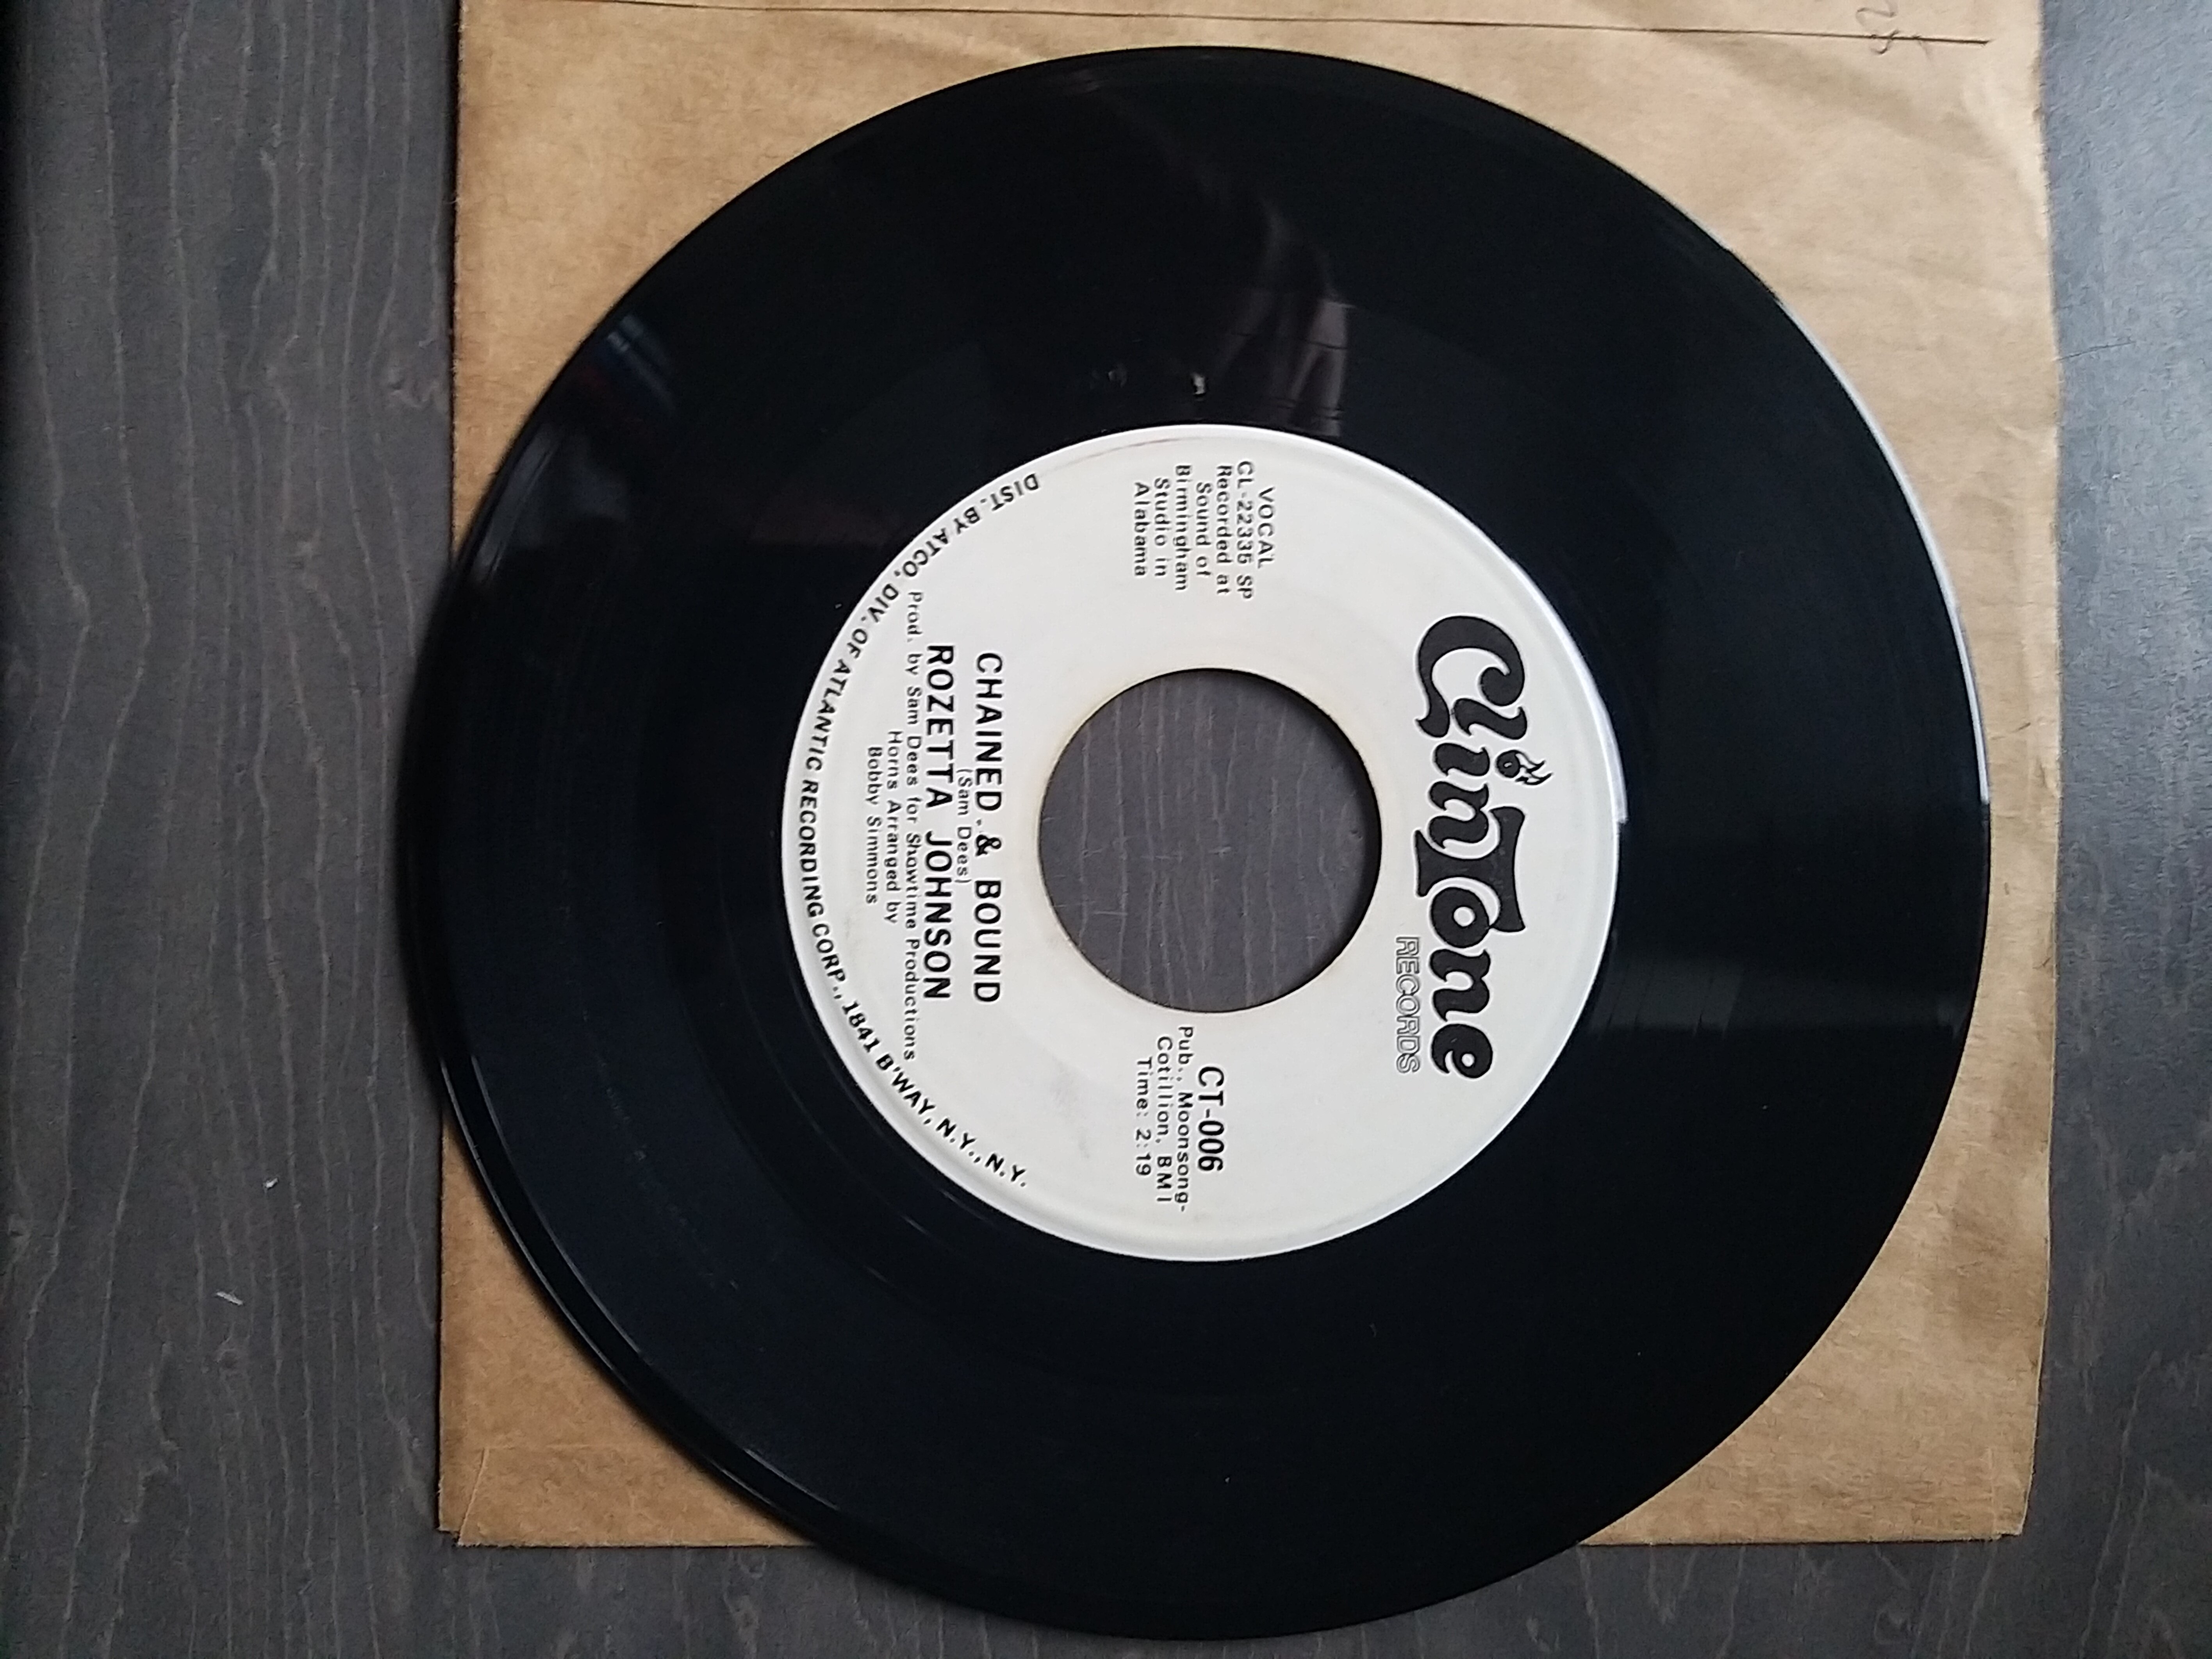 ClinTone
RECORDS
VOCAL
CL-22335 SP
Recorded at
Sound of
Birmingham
Studio in
Alabama
CT-006
Pub., Moonsong-
Cotillion, BMI
Time: 2:19
CHAINED & BOUND
(Sam Dees)
ROZETTA JOHNSON
Prod. by Sam Dees for Showtime Productions
Horns Arranged by
Bobby Simmons
DIST. BY ATCO, DIV. OF ATLANTIC RECORDING CORP., 1841 B'WAY, N.Y., N.Y.